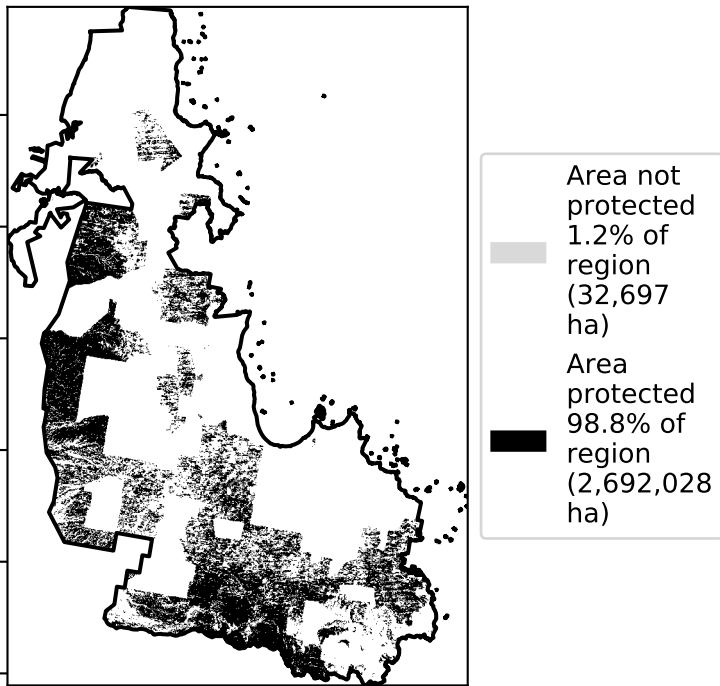 Area not
protected
1.2% of
region
(32,697
ha)
Area
protected
98.8% of
region
(2,692,028
ha)